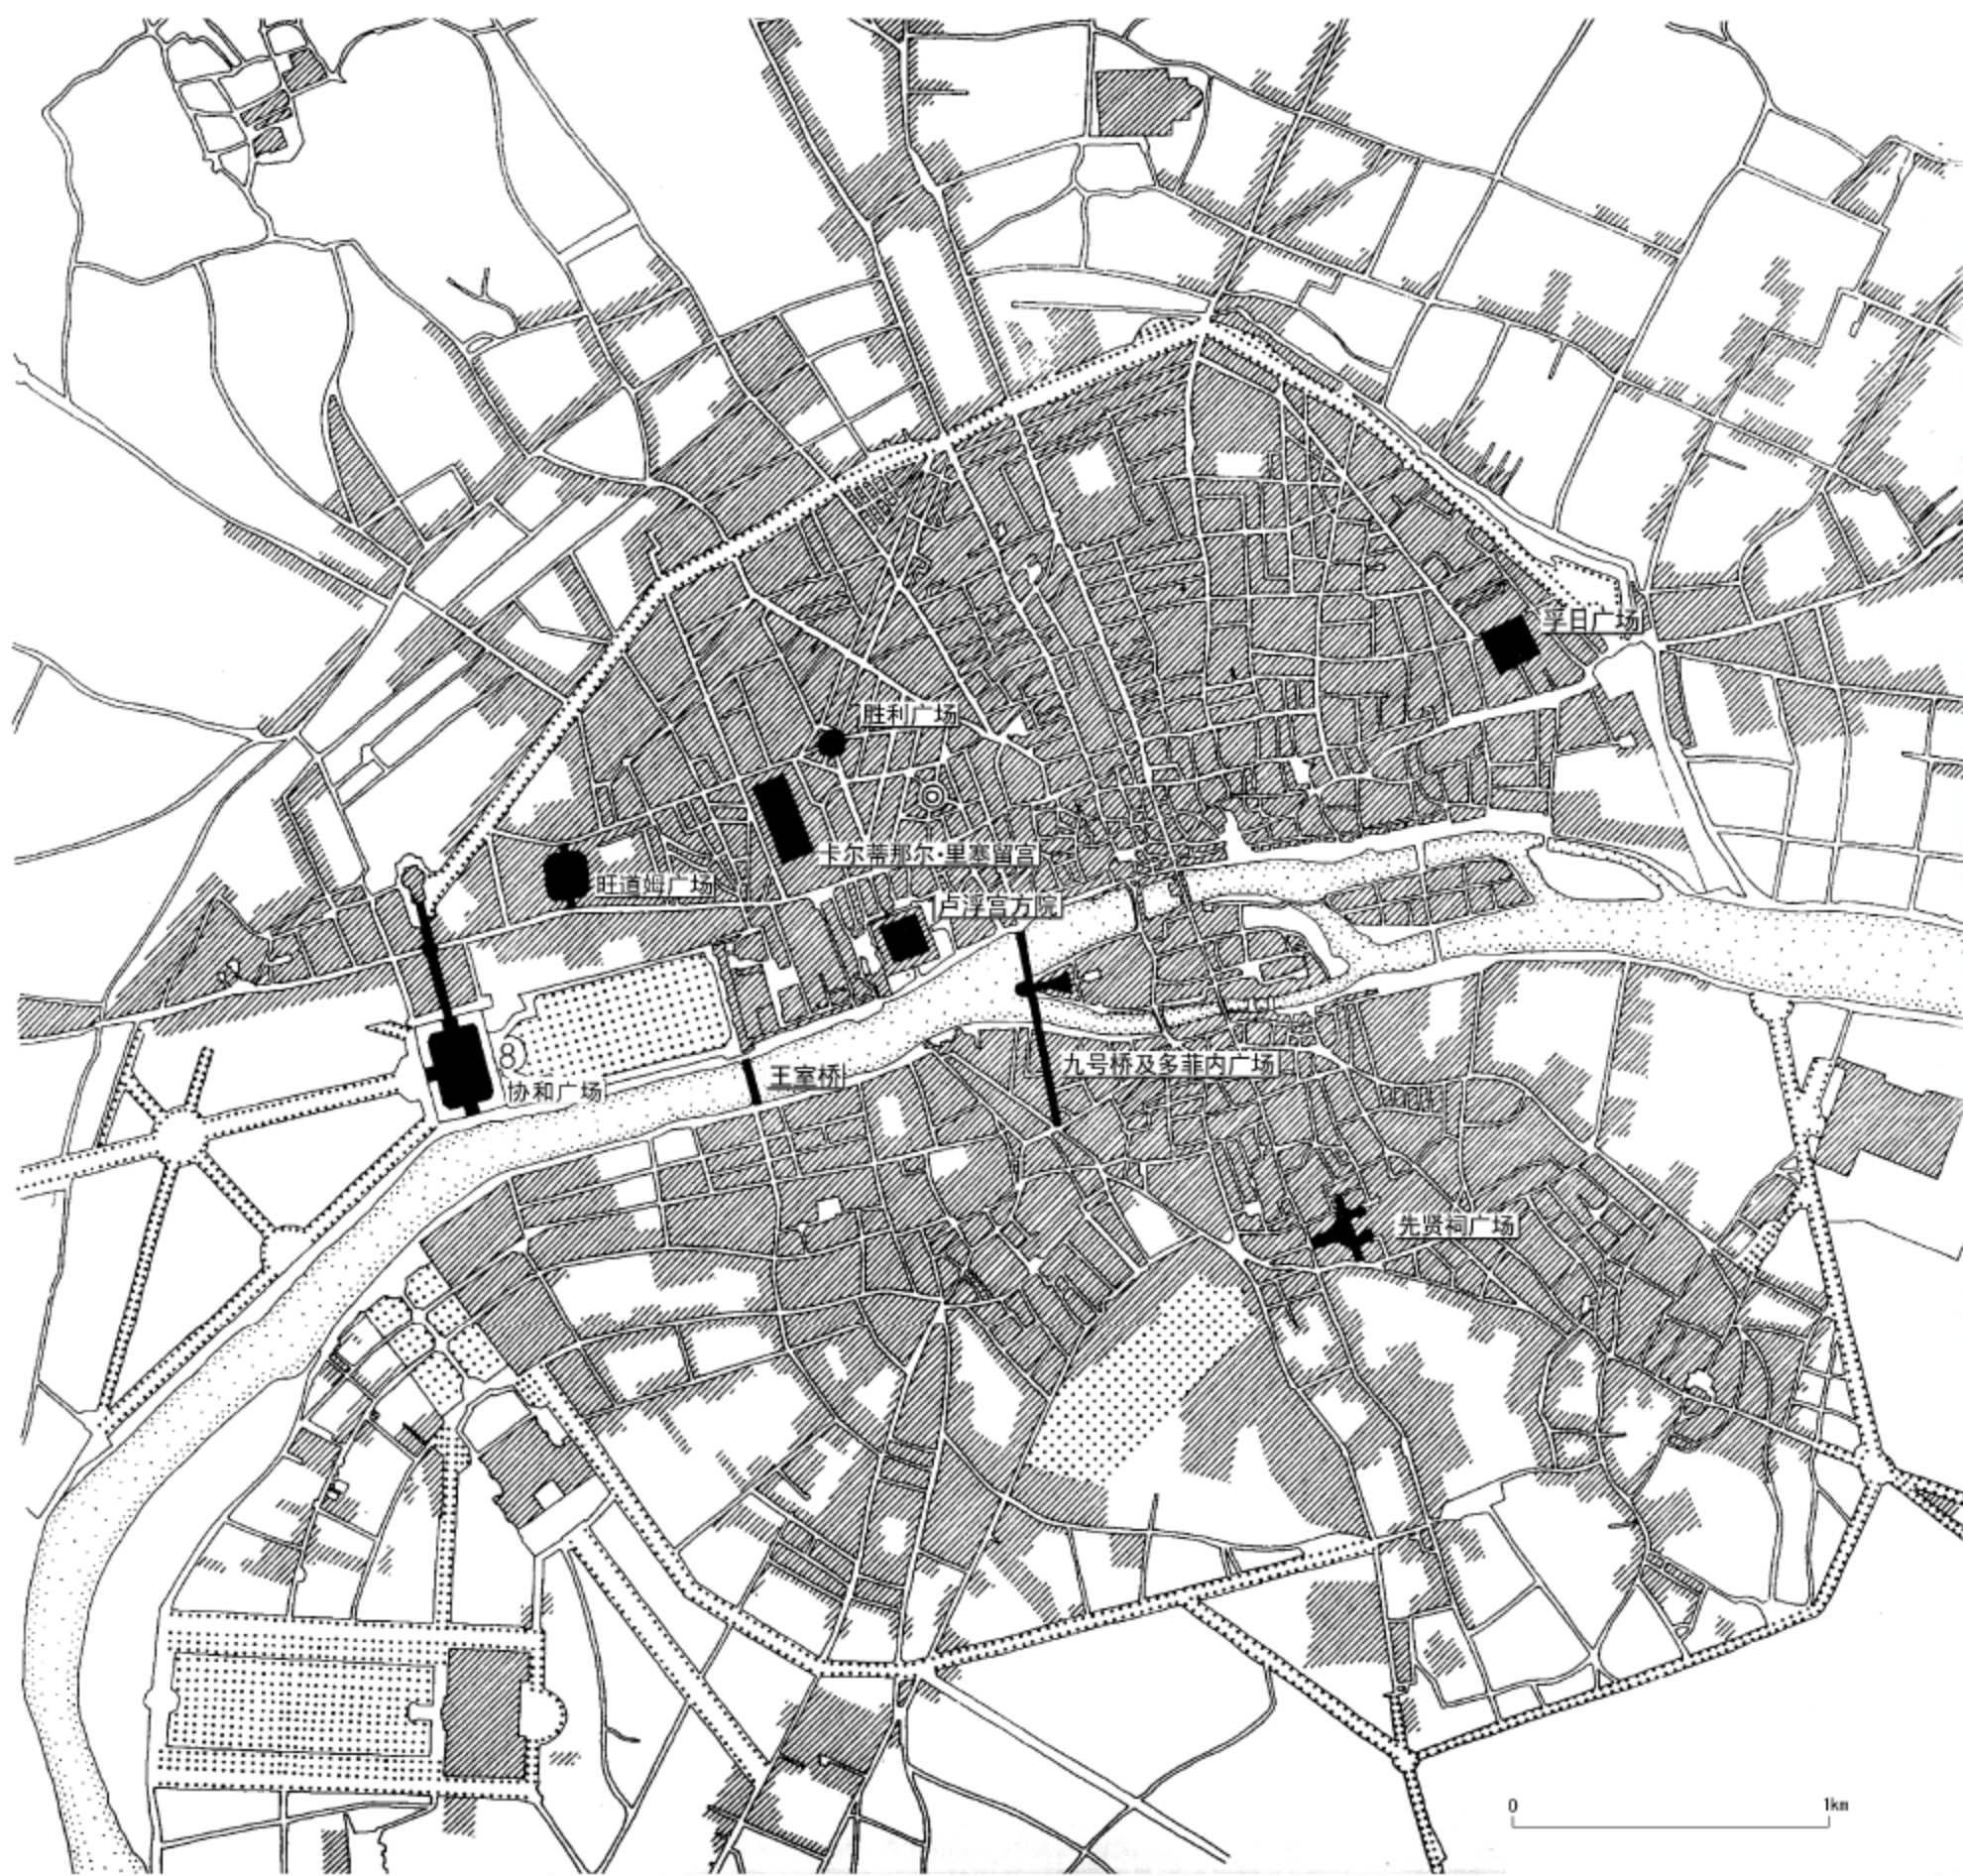 孚日广场
胜利广场
卡尔蒂那尔·里塞留宫
旺道姆广场
卢浮宫方院
8
协和广场
王室桥
九号桥及多菲内广场
先贤祠广场
0 1km